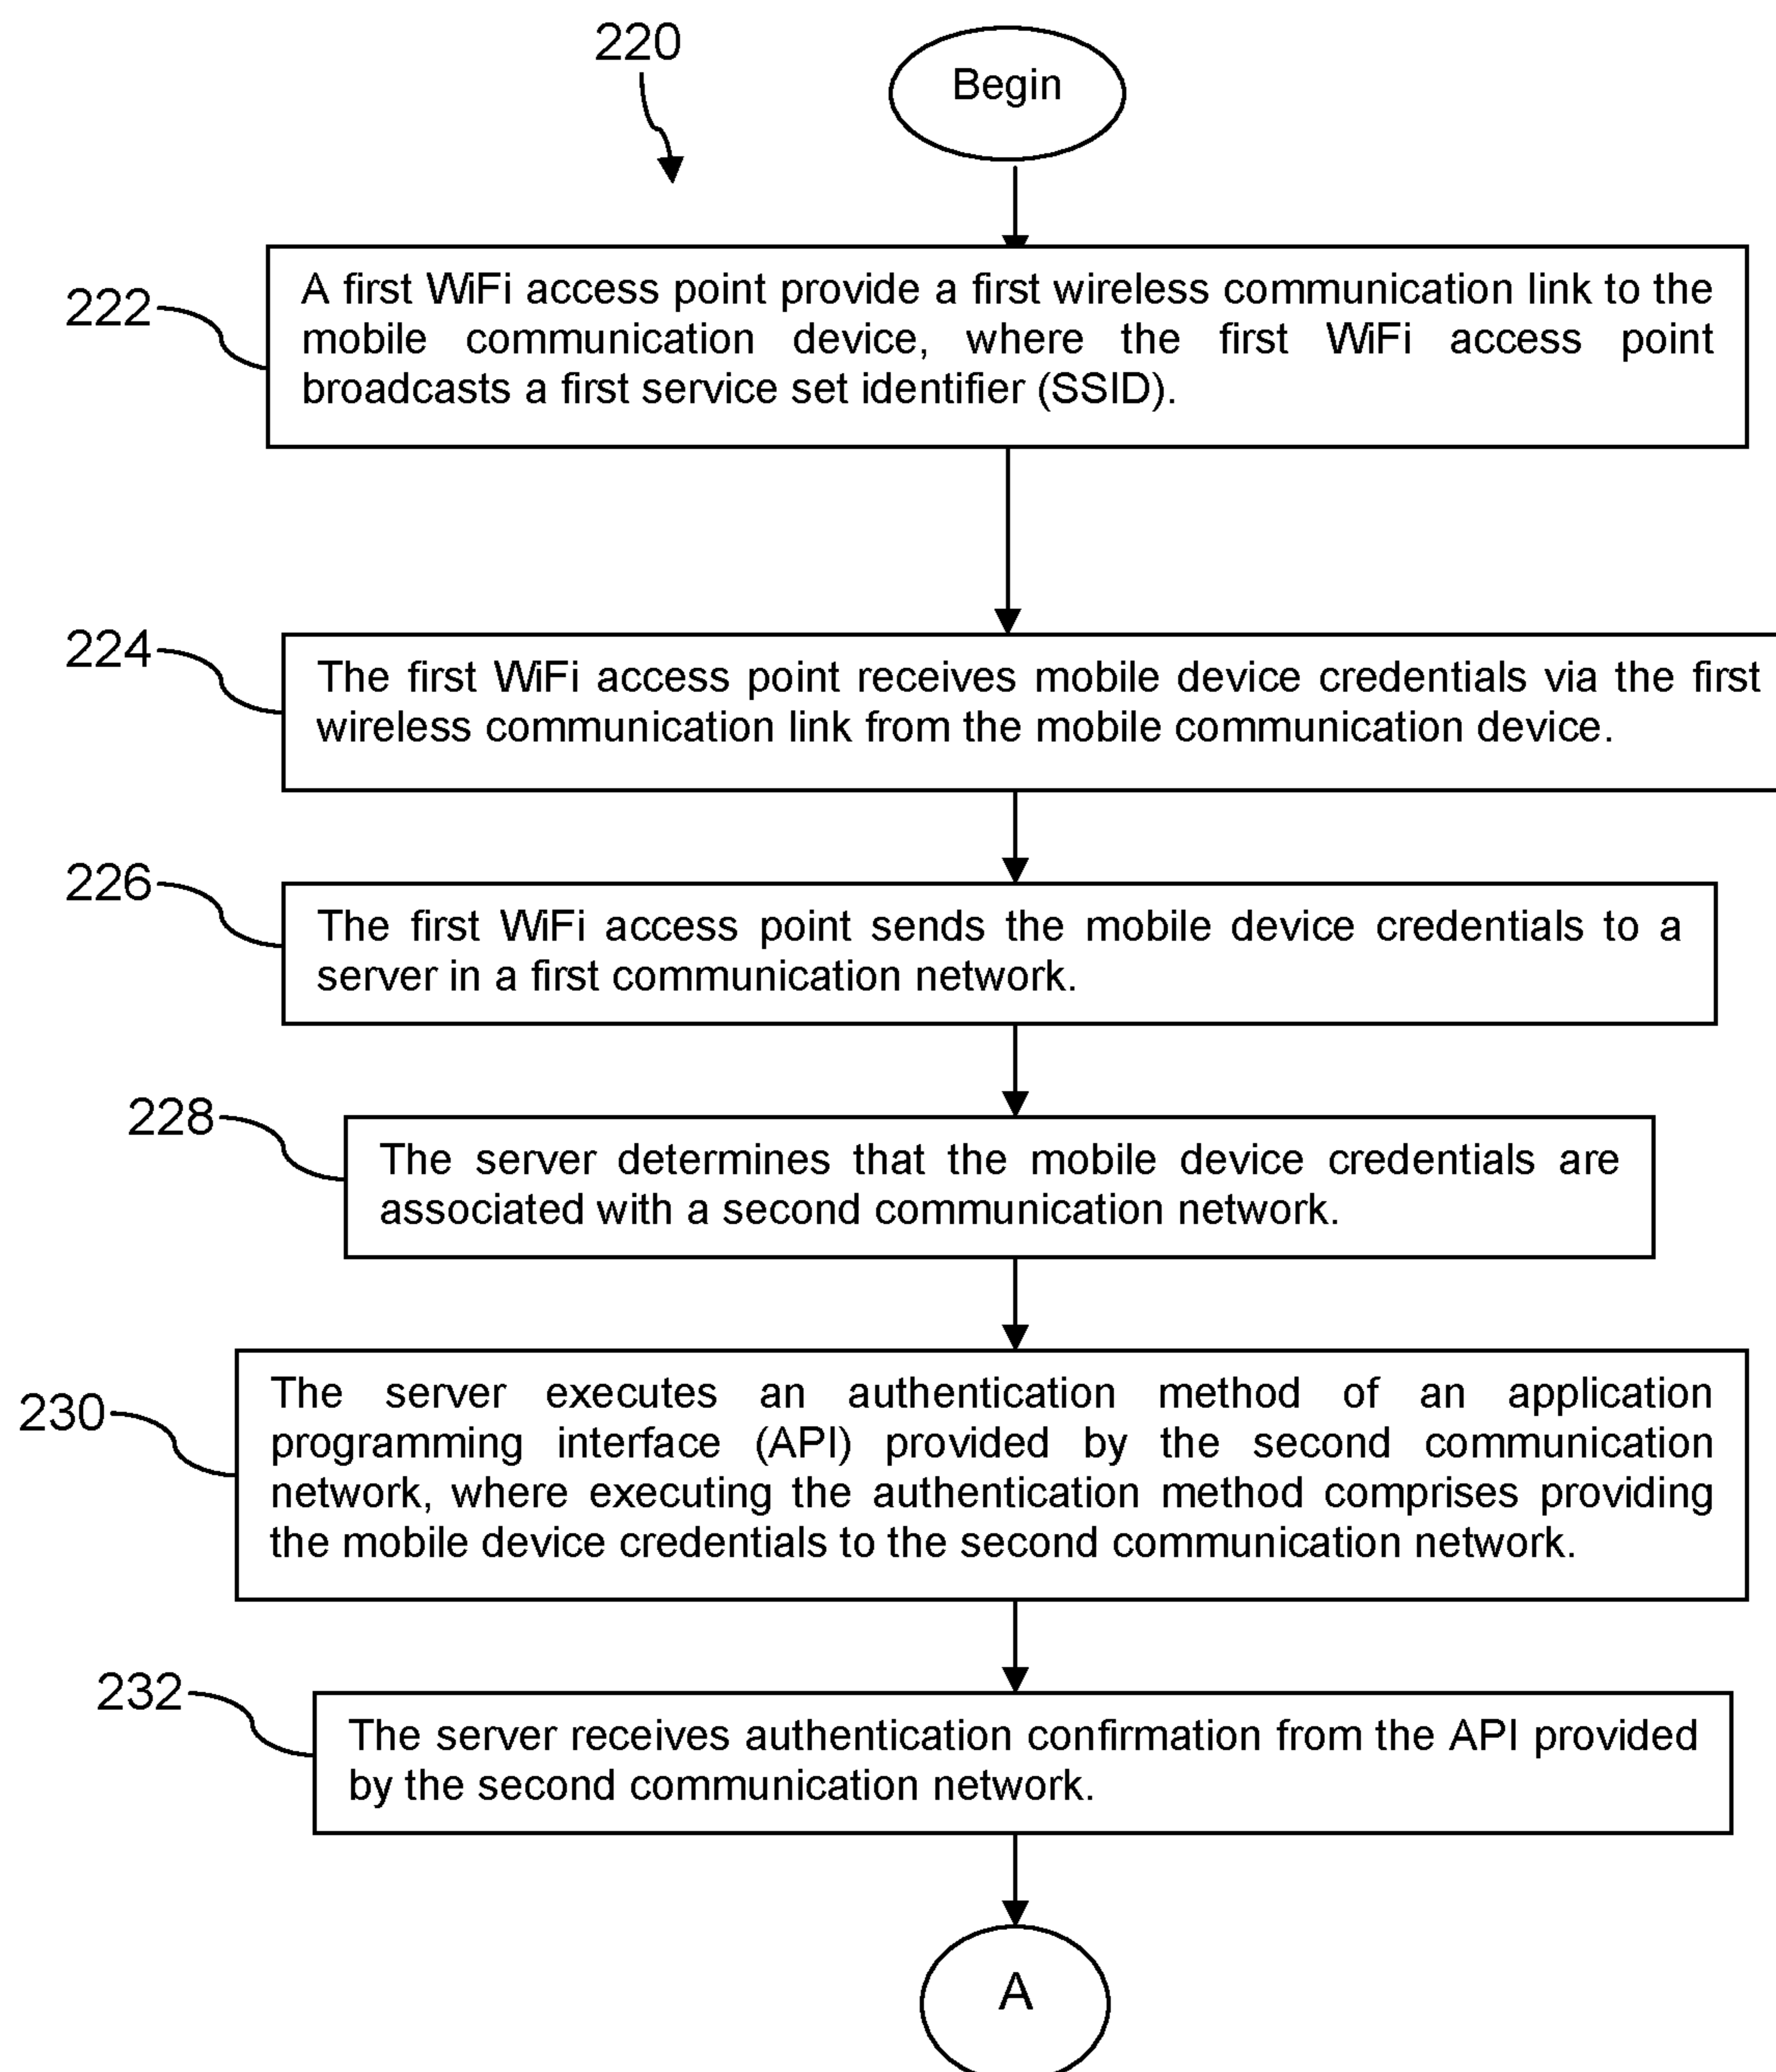 220
Begin
222
A first WiFi access point provide a first wireless communication link to the
mobile communication device, where the first WiFi access point
broadcasts a first service set identifier (SSID).
224
The first WiFi access point receives mobile device credentials via the first
wireless communication link from the mobile communication device.
226
The first WiFi access point sends the mobile device credentials to a
server in a first communication network.
228
The server determines that the mobile device credentials are
associated with a second communication network.
230
The server executes an authentication method of an application
programming interface (API) provided by the second communication
network, where executing the authentication method comprises providing
the mobile device credentials to the second communication network.
232
The server receives authentication confirmation from the API provided
by the second communication network.
A